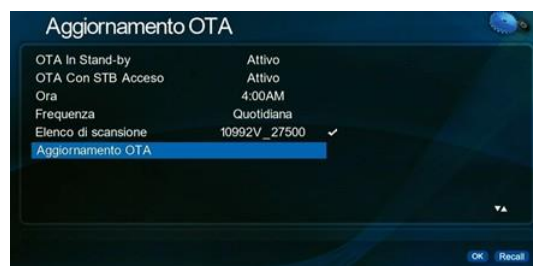 Aggiornamento OTA
OTA In Stand-by Attivo
OTA Con STB Acceso Attivo
Ora 4:00AM
Frequenza Quotidiana
Elenco di scansione 10992V_27500
Aggiornamento OTA
OK Recall